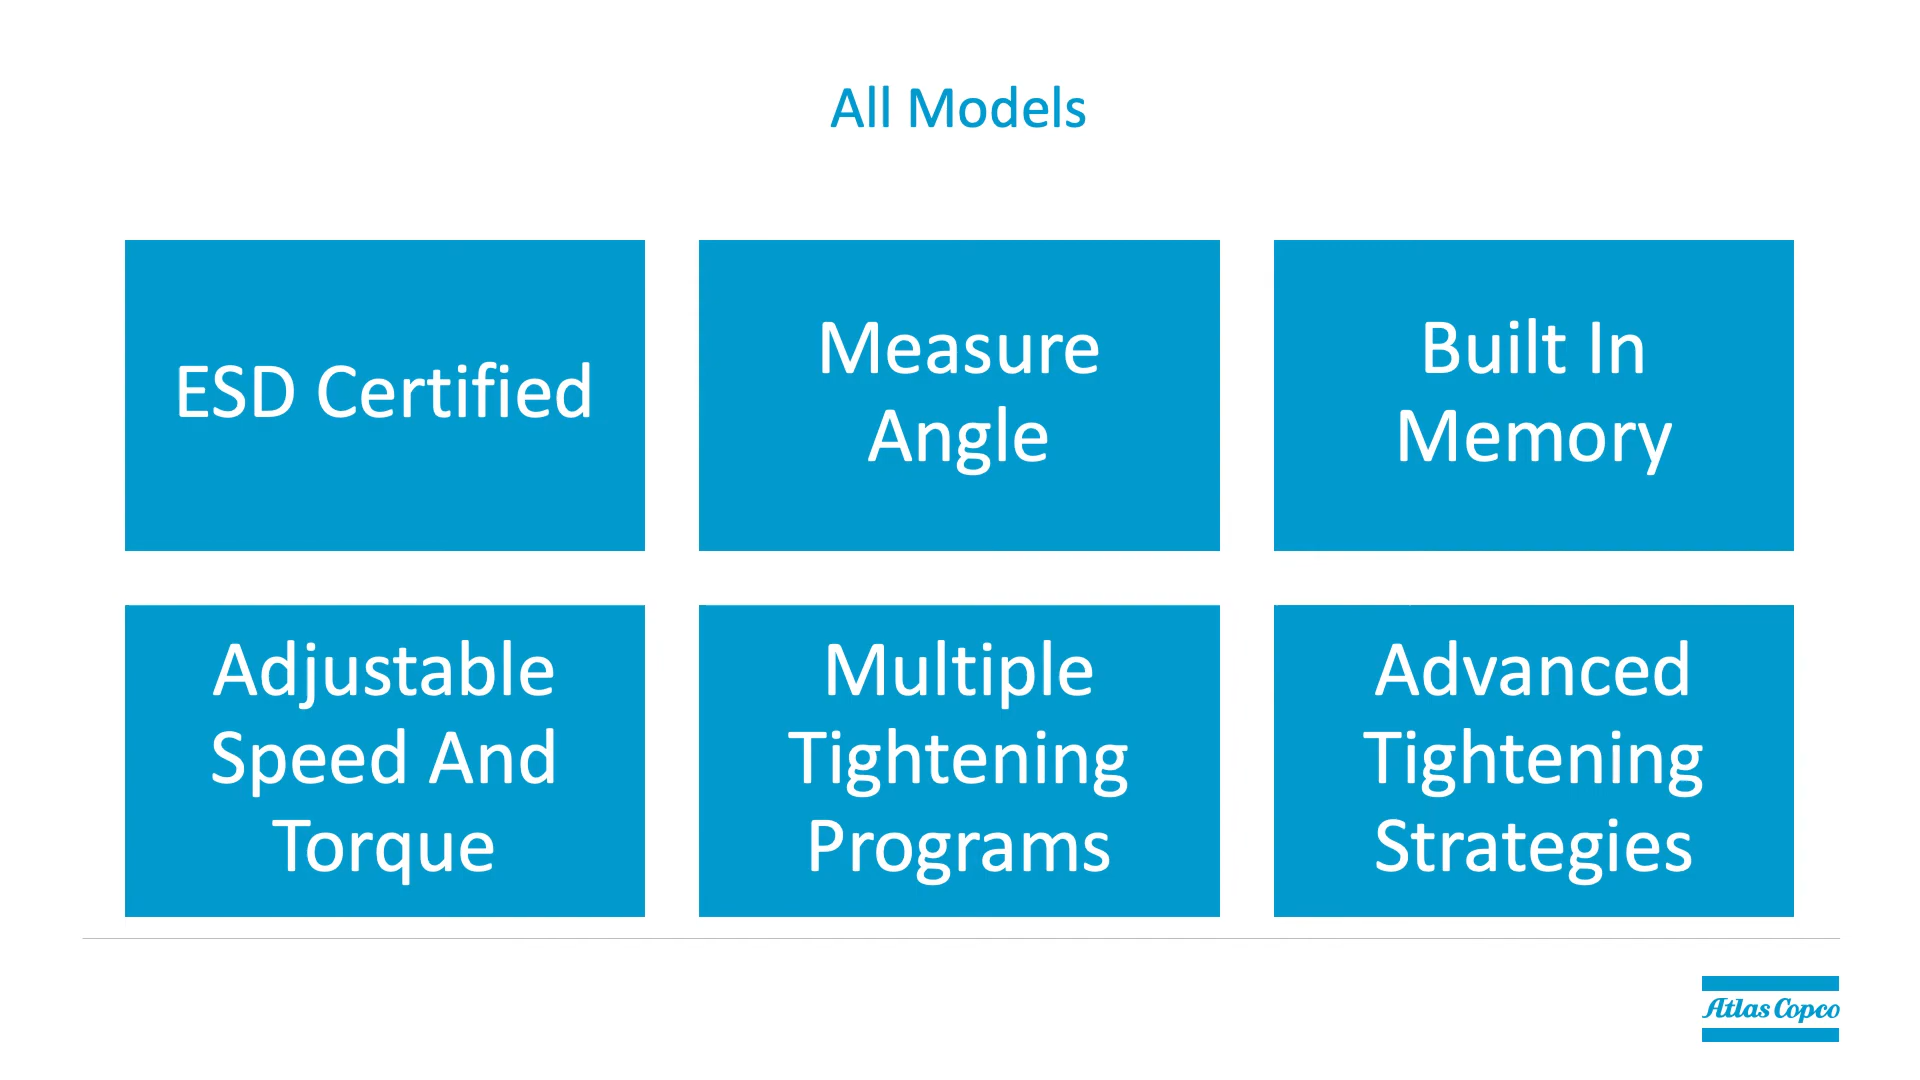 All Models
ESD Certified
Measure
Angle
Built In
Memory
Adjustable
Speed And
Torque
Multiple
Tightening
Programs
Advanced
Tightening
Strategies
Atlas Copco